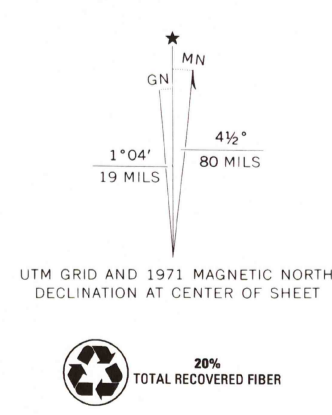 MN
GN
4½°
80 MILS
1°04'
19 MILS
UTM GRID AND 1971 MAGNETIC NORTH
DECLINATION AT CENTER OF SHEET
20%
TOTAL RECOVERED FIBER